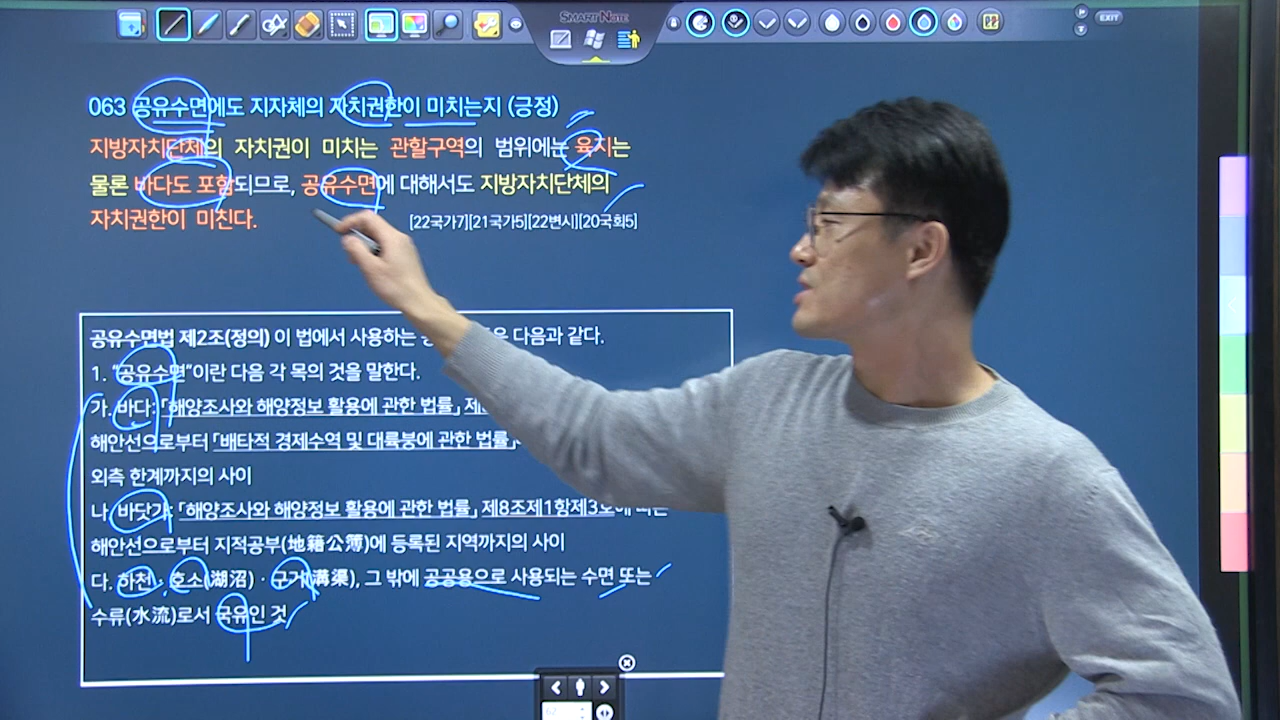 SMARTNOTE
EXIT
063 공유수면에도 지자체의 자치권한이 미치는지 (긍정)
지방자치단체의 자치권이 미치는 관할구역의 범위에는 육지는
물론 바다도 포함되므로, 공유수면에 대해서도 지방자치단체의
자치권한이 미친다. [22국가7][21국가5][22변시][20국회5]
공유수면법 제2조(정의) 이 법에서 사용하는 다음과 같다.
1. "공유수면"이란 다음 각 목의 것을 말한다.
가. 바다: 「해양조사와 해양정보 활용에 관한 법률」
해안선으로부터 「배타적 경제수역 및 대륙붕에 관한 법률」
외측 한계까지의 사이
나. 바닷가: 「해양조사와 해양정보 활용에 관한 법률」 제8조제1항제3호에
해안선으로부터 지적공부(地籍公簿)에 등록된 지역까지의 사이
다. 하천ㆍ호소(湖沼)ㆍ구거(溝渠), 그 밖에 공공용으로 사용되는 수면 또는
수류(水流)로서 국유인 것